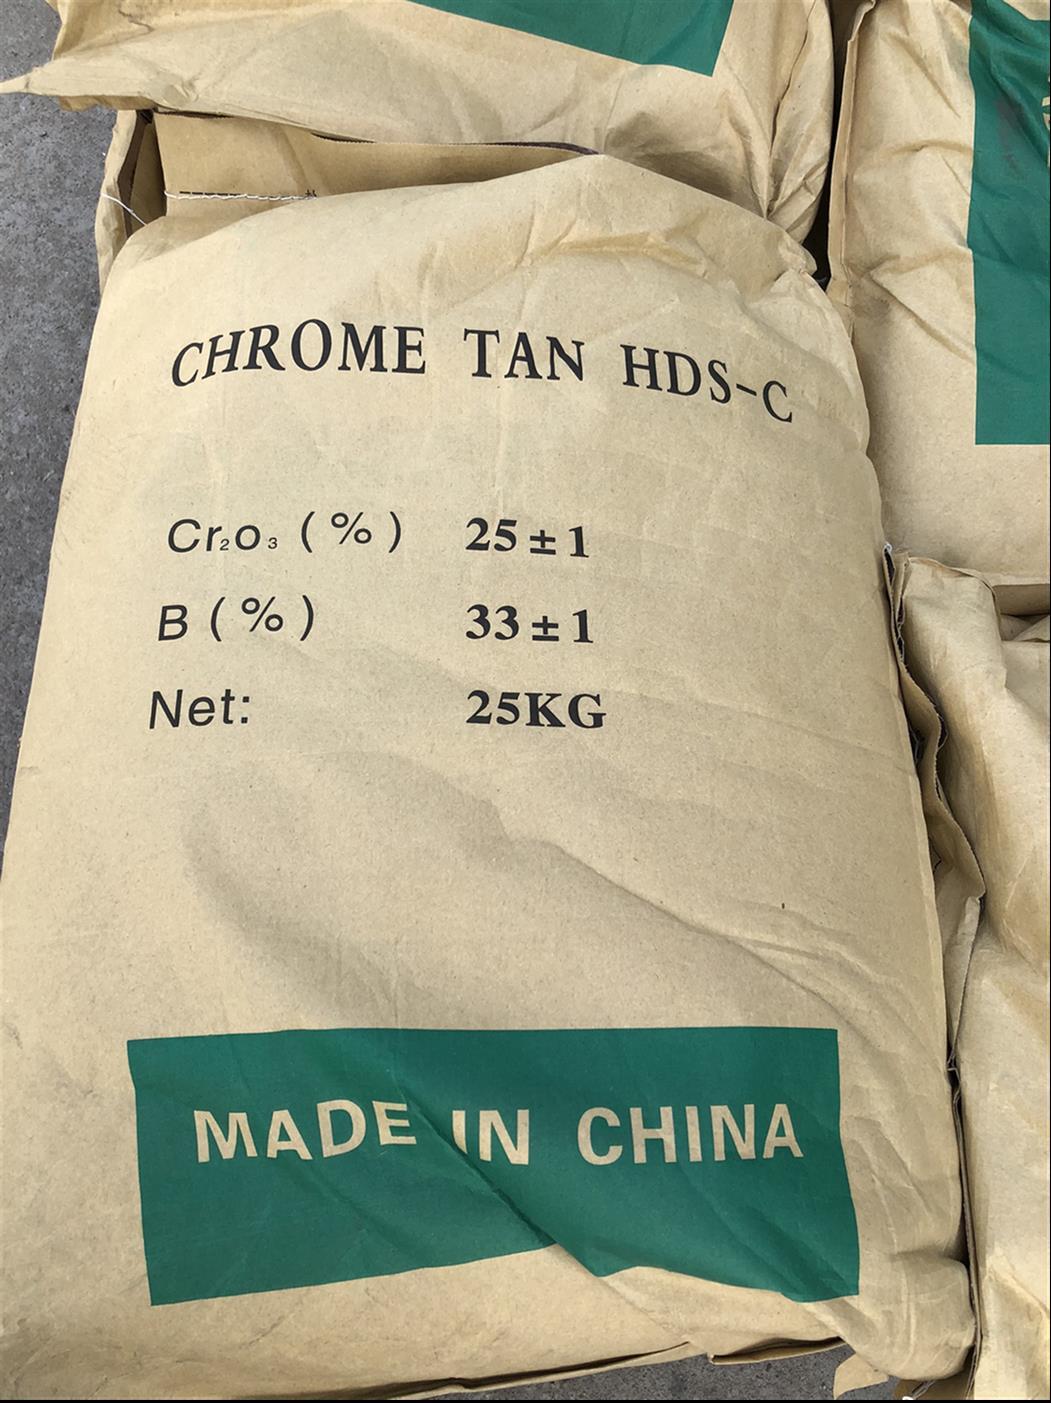 CHROME TAN HDS-C
Cr₂o₃ (%) 25±1
B (%) 33±1
Net: 25KG
MADE IN CHINA